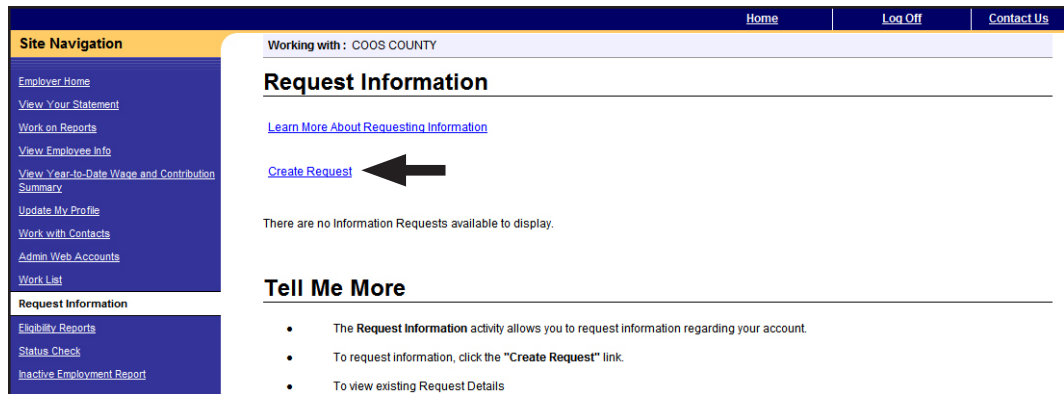 Home Log Off Contact Us
Site Navigation
Working with : COOS COUNTY
Employer Home
View Your Statement
Work on Reports
View Employee Info
View Year-to-Date Wage and Contribution
Summary
Update My Profile
Work with Contacts
Admin Web Accounts
Work List
Request Information
Eligibility Reports
Status Check
Inactive Employment Report
Request Information
Learn More About Requesting Information
Create Request
There are no Information Requests available to display.
Tell Me More
• The Request Information activity allows you to request information regarding your account.
• To request information, click the "Create Request" link.
• To view existing Request Details